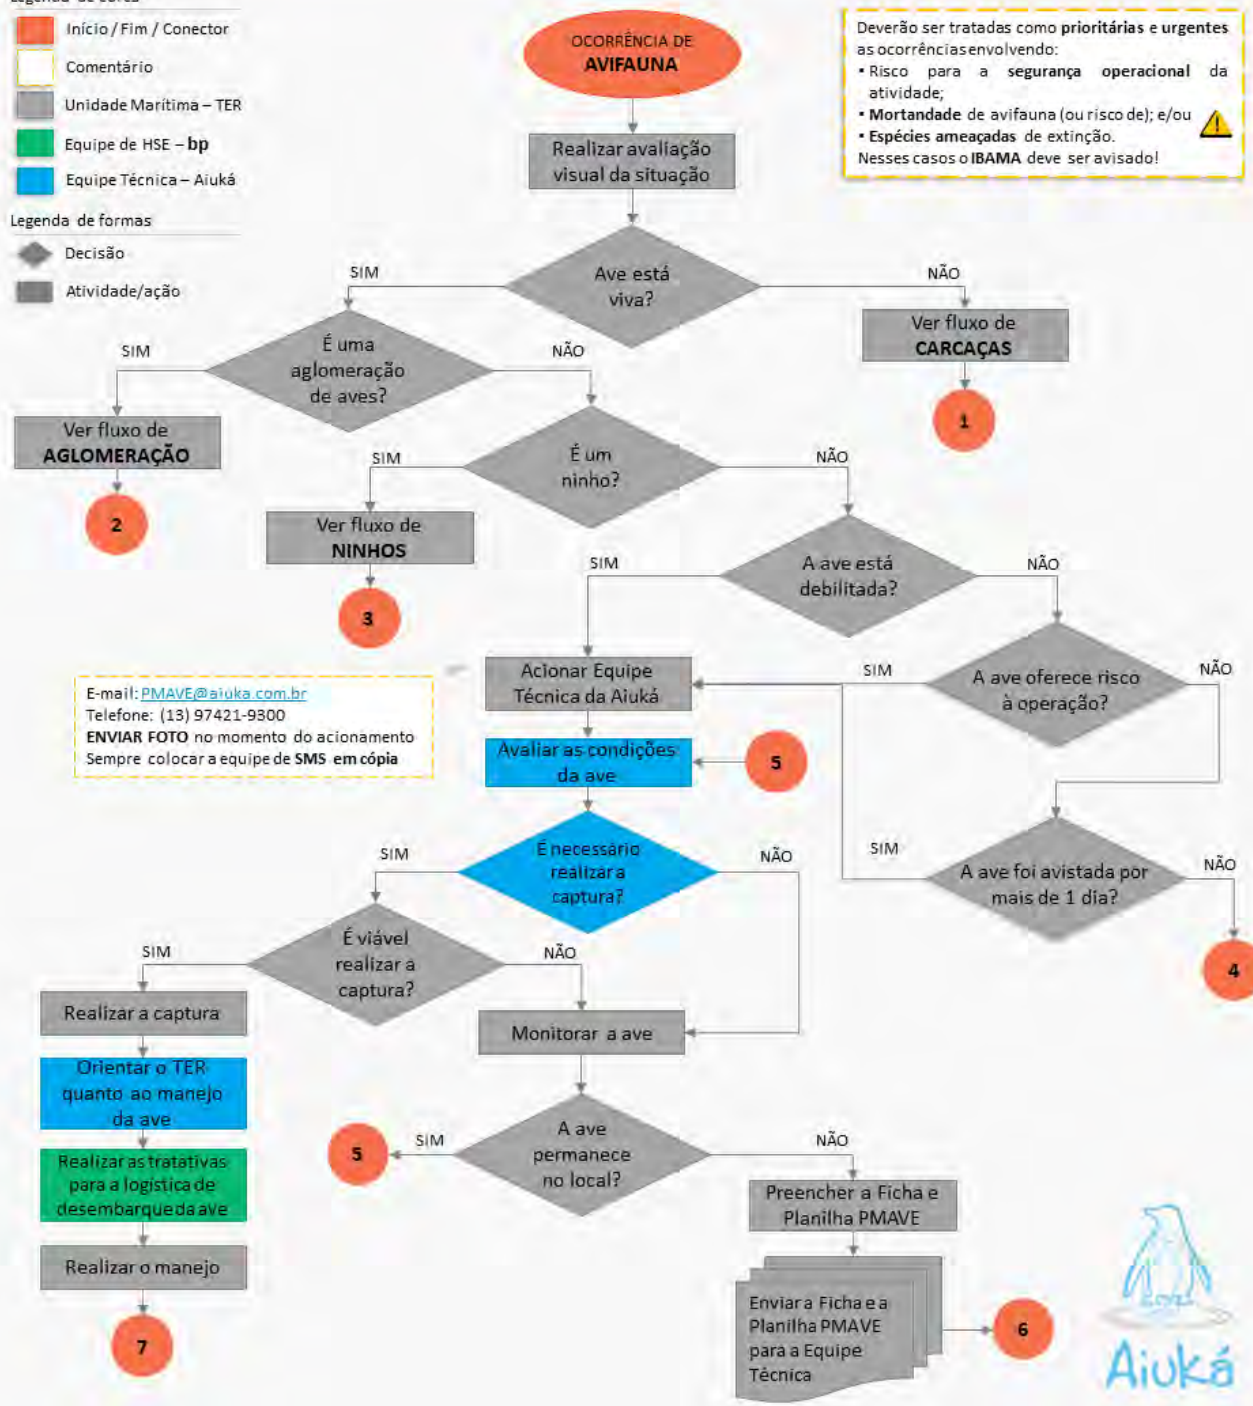 Início / Fim / Conector
Comentário
Unidade Marítima – TER
Equipe de HSE – bp
Equipe Técnica – Aiuká
Legenda de formas
Decisão
Atividade/ação
OCORRÊNCIA DE
AVIFAUNA
Deverão ser tratadas como prioritárias e urgentes
as ocorrências envolvendo:
▪ Risco para a segurança operacional da
atividade;
▪ Mortandade de avifauna (ou risco de); e/ou
▪ Espécies ameaçadas de extinção.
Nesses casos o IBAMA deve ser avisado!
Realizar avaliação
visual da situação
Ave está
viva?
SIM
NÃO
Ver fluxo de
CARCAÇAS
1
É uma
aglomeração
de aves?
SIM
NÃO
Ver fluxo de
AGLOMERAÇÃO
2
É um
ninho?
SIM
NÃO
Ver fluxo de
NINHOS
3
A ave está
debilitada?
SIM
NÃO
Acionar Equipe
Técnica da Aiuká
A ave oferece risco
à operação?
SIM
NÃO
E-mail: PMAVE@aiuka.com.br
Telefone: (13) 97421-9300
ENVIAR FOTO no momento do acionamento
Sempre colocar a equipe de SMS em cópia
Avaliar as condições
da ave
5
É necessário
realizar a
captura?
SIM
NÃO
A ave foi avistada por
mais de 1 dia?
SIM
NÃO
4
É viável
realizar a
captura?
SIM
NÃO
Realizar a captura
Monitorar a ave
Orientar o TER
quanto ao manejo
da ave
A ave
permanece
no local?
SIM
NÃO
5
Realizar as tratativas
para a logística de
desembarque da ave
Preencher a Ficha e
Planilha PMAVE
Realizar o manejo
7
Enviar a Ficha e a
Planilha PMAVE
para a Equipe
Técnica
6
Aiuká